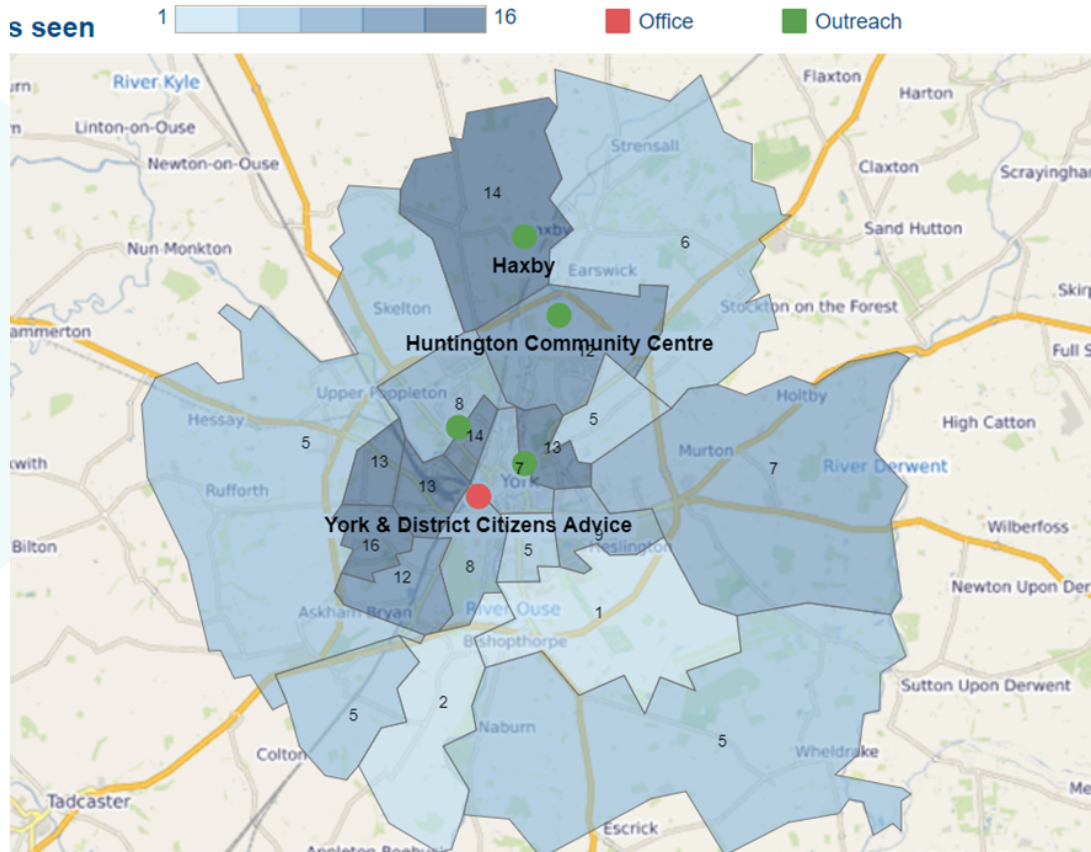 s seen
1
16
Office
Outreach
River Kyle
Flaxton
Harton
Linton-on-Ouse
Strensall
Newton-on-Ouse
Claxton
Scrayingham
14
Nun Monkton
Sand Hutton
6
Haxby
Earswick
Skelton
Stockton on the Forest
ammerton
Huntington Community Centre
Full S
12
Upper Poppleton
Holtby
8
Hessay
5
High Catton
5
14
13
Murton
xwith
13
7
York
7
River Derwent
Rufforth
13
York & District Citizens Advice
Wilberfoss
9
Bilton
16
5
Heslington
12
8
Newton Upon Der
Askham Bryan
River Ouse
1
Bishopthorpe
Sutton Upon Derwent
2
5
Naburn
5
Colton
Wheldrake
Tadcaster
Escrick